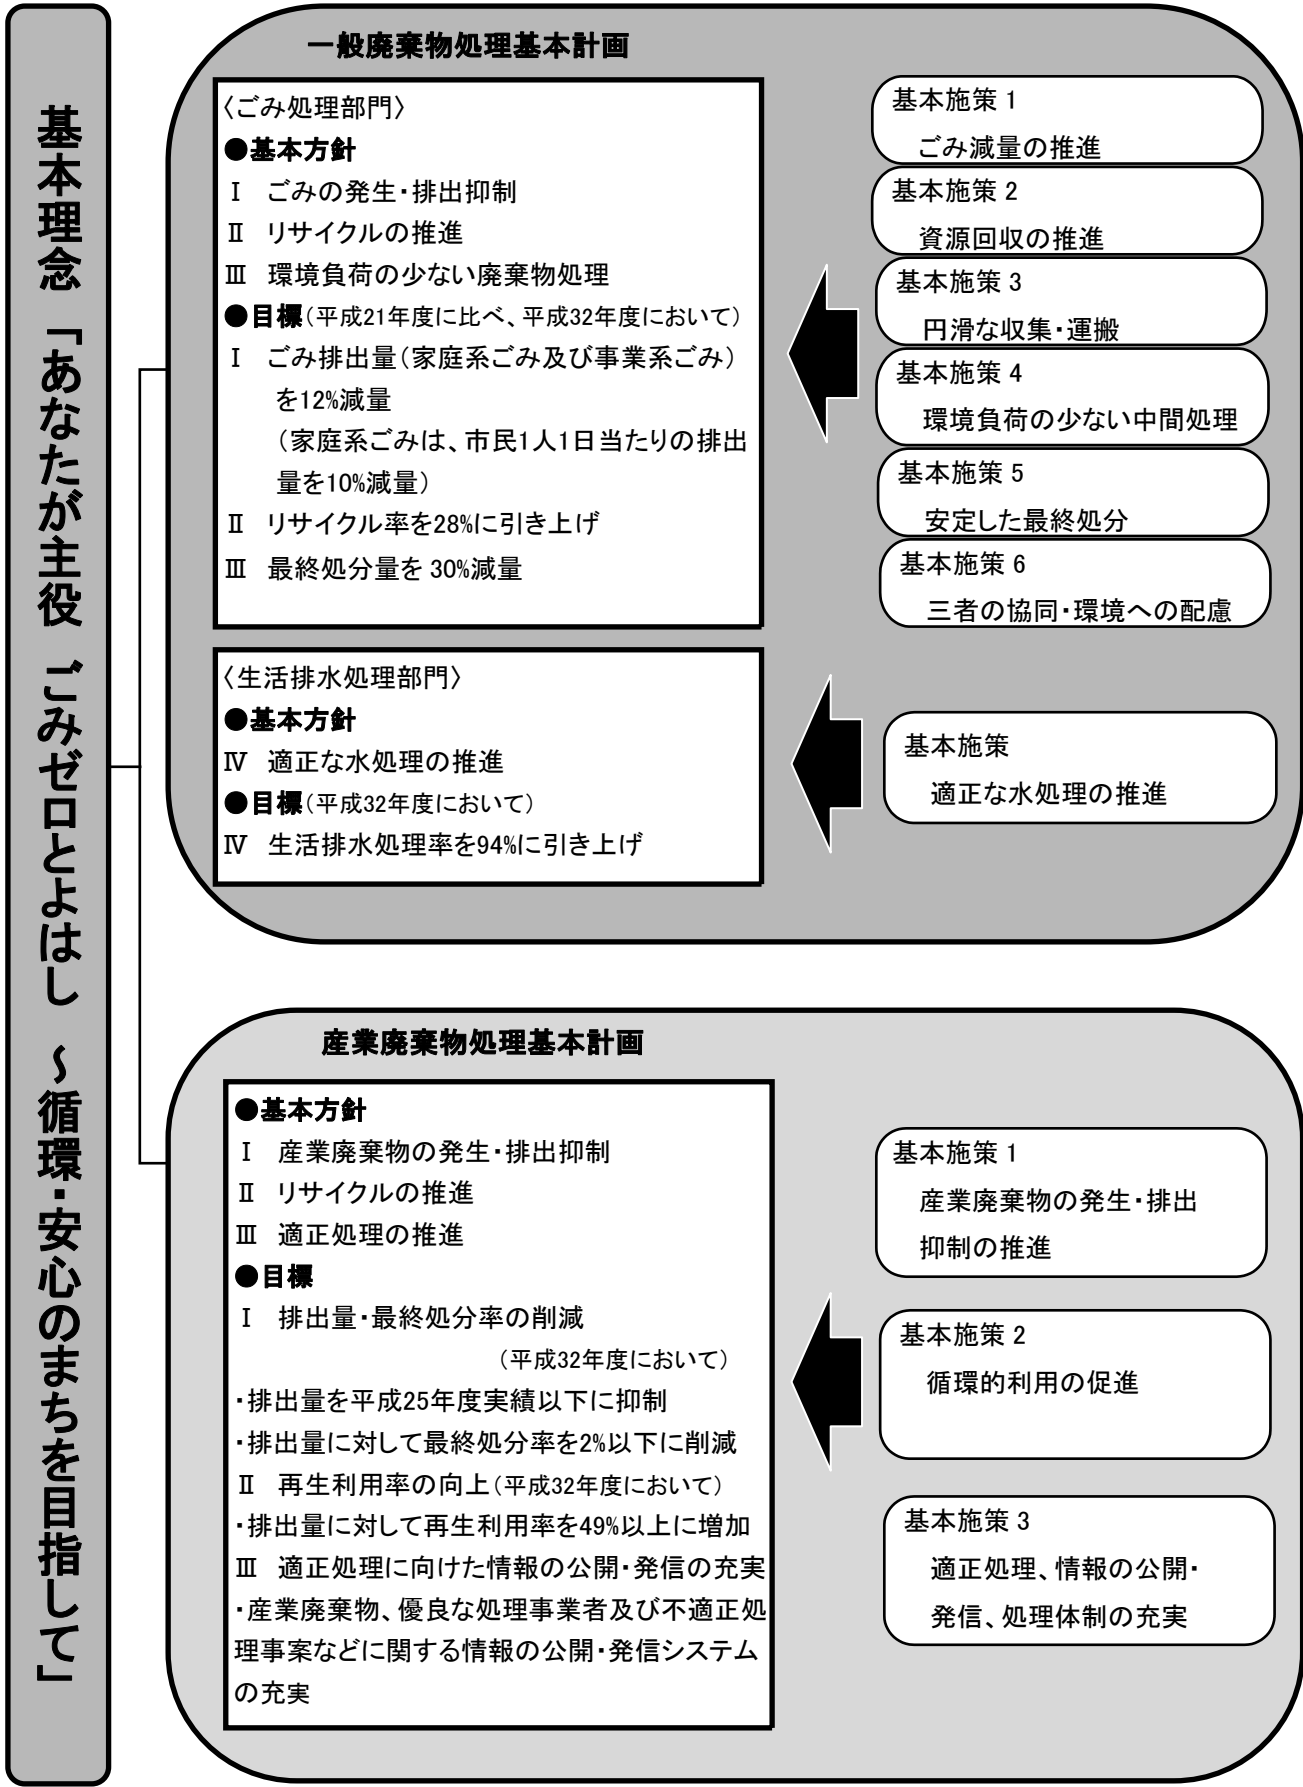 基本理念 「あなたが主役 ごみゼロとよはし ～循環・安心のまちを目指して」
一般廃棄物処理基本計画
〈ごみ処理部門〉
●基本方針
Ⅰ ごみの発生・排出抑制
Ⅱ リサイクルの推進
Ⅲ 環境負荷の少ない廃棄物処理
●目標（平成21年度に比べ、平成32年度において）
Ⅰ ごみ排出量（家庭系ごみ及び事業系ごみ）
を12%減量
（家庭系ごみは、市民1人1日当たりの排出
量を10%減量）
Ⅱ リサイクル率を28%に引き上げ
Ⅲ 最終処分量を 30%減量
基本施策 1
ごみ減量の推進
基本施策 2
資源回収の推進
基本施策 3
円滑な収集・運搬
基本施策 4
環境負荷の少ない中間処理
基本施策 5
安定した最終処分
基本施策 6
三者の協同・環境への配慮
〈生活排水処理部門〉
●基本方針
Ⅳ 適正な水処理の推進
●目標（平成32年度において）
Ⅳ 生活排水処理率を94%に引き上げ
基本施策
適正な水処理の推進
産業廃棄物処理基本計画
●基本方針
Ⅰ 産業廃棄物の発生・排出抑制
Ⅱ リサイクルの推進
Ⅲ 適正処理の推進
●目標
Ⅰ 排出量・最終処分率の削減
（平成32年度において）
・排出量を平成25年度実績以下に抑制
・排出量に対して最終処分率を2%以下に削減
Ⅱ 再生利用率の向上（平成32年度において）
・排出量に対して再生利用率を49%以上に増加
Ⅲ 適正処理に向けた情報の公開・発信の充実
・産業廃棄物、優良な処理事業者及び不適正処
理事案などに関する情報の公開・発信システム
の充実
基本施策 1
産業廃棄物の発生・排出
抑制の推進
基本施策 2
循環的利用の促進
基本施策 3
適正処理、情報の公開・
発信、処理体制の充実